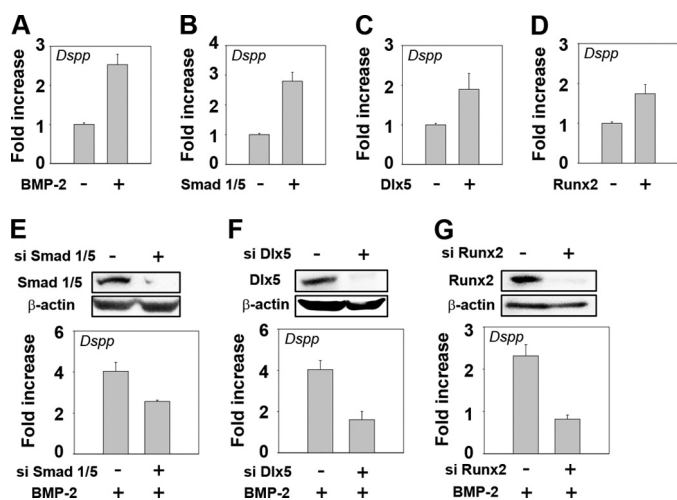 A
Fold increase
3
2
1
0
Dspp
BMP-2 - +
B
Fold increase
4
3
2
1
0
Dspp
Smad 1/5 - +
C
Fold increase
3
2
1
0
Dspp
Dlx5 - +
D
Fold increase
3
2
1
0
Dspp
Runx2 - +
E
si Smad 1/5 - +
Smad 1/5
β-actin
Fold increase
6
4
2
0
Dspp
si Smad 1/5 - +
BMP-2 + +
F
si Dlx5 - +
Dlx5
β-actin
Fold increase
6
4
2
0
Dspp
si Dlx5 - +
BMP-2 + +
G
si Runx2 - +
Runx2
β-actin
Fold increase
3
2
1
0
Dspp
si Runx2 - +
BMP-2 + +